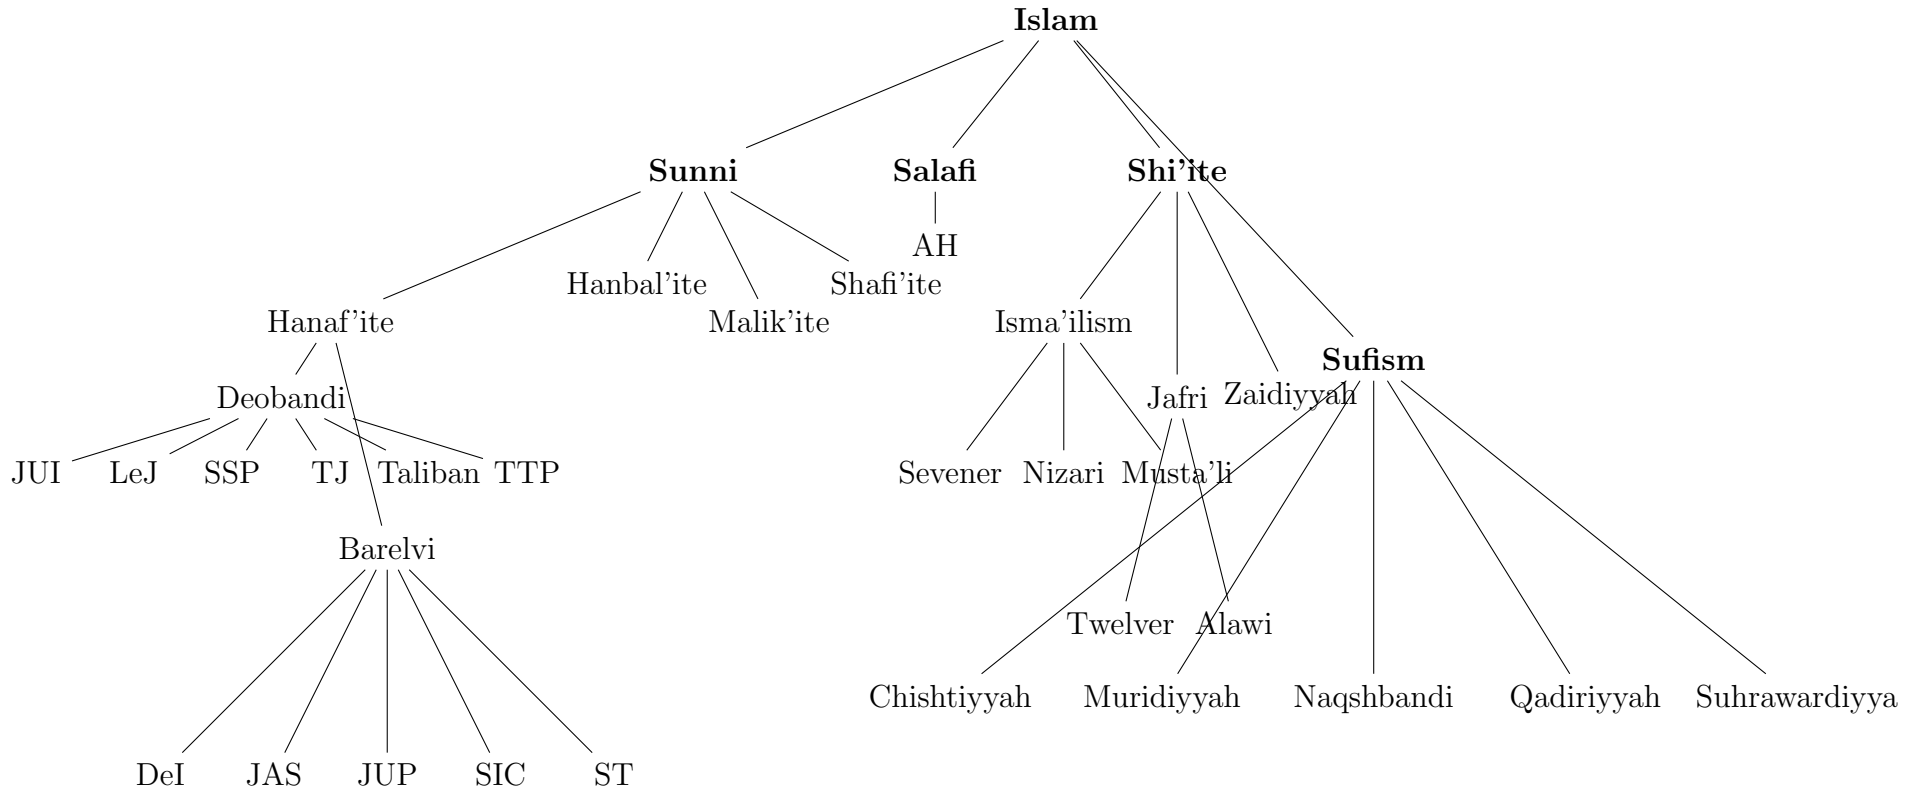 Islam
Sunni Salafi Shi'ite
AH
Hanbal'ite Shafi'ite
Hanaf'ite Malik'ite Isma'ilism
Sufism
Deobandi Jafri Zaidiyyah
JUI LeJ SSP TJ Taliban TTP Sevener Nizari Musta'li
Barelvi
Twelver Alawi
Chishtiyyah Muridiyyah Naqshbandi Qadiriyyah Suhrawardiyya
DeI JAS JUP SIC ST